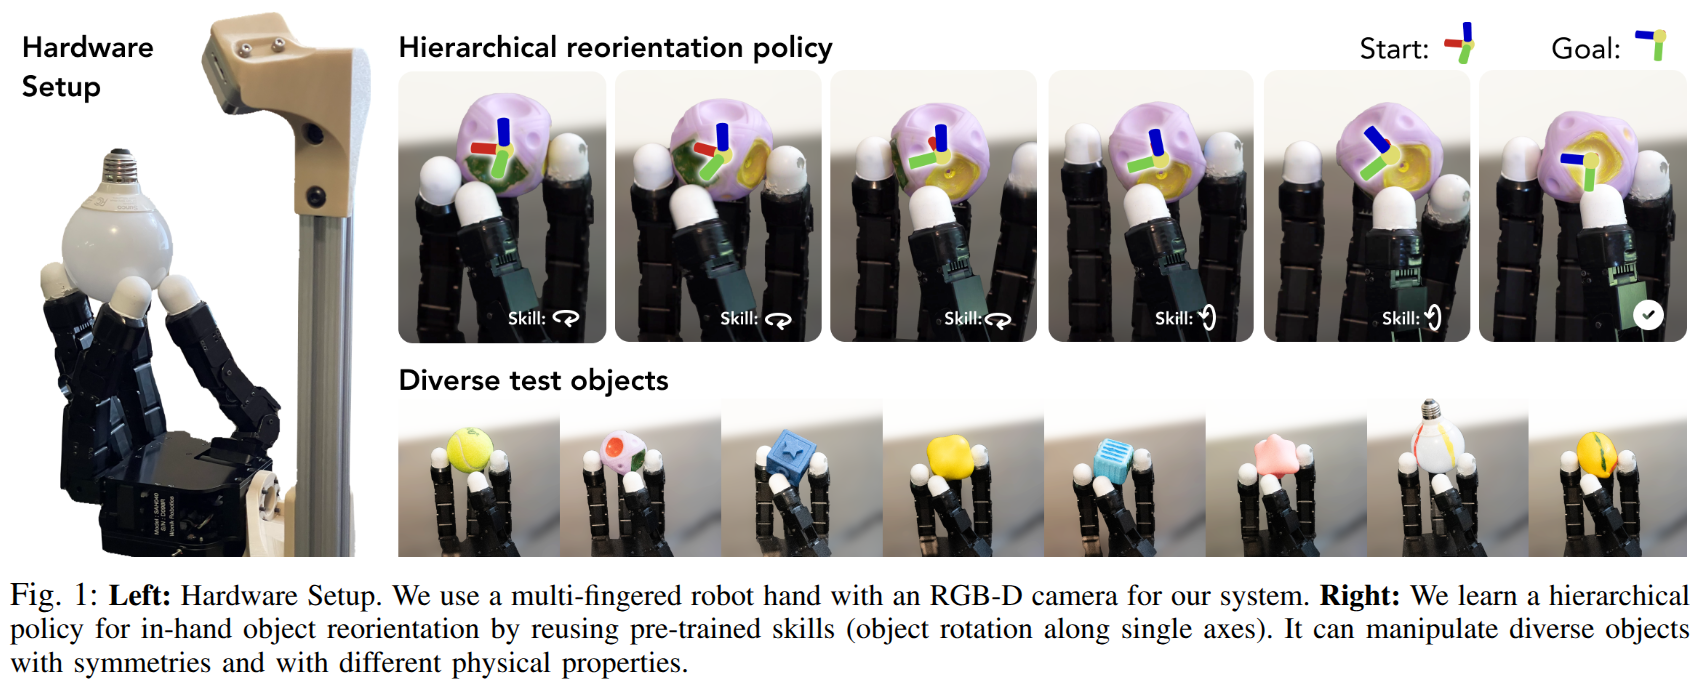 Hardware
Setup
Hierarchical reorientation policy
Start:
Goal:
Skill:
Skill:
Skill:
Skill:
Skill:
Diverse test objects
Fig. 1: Left: Hardware Setup. We use a multi-fingered robot hand with an RGB-D camera for our system. Right: We learn a hierarchical
policy for in-hand object reorientation by reusing pre-trained skills (object rotation along single axes). It can manipulate diverse objects
with symmetries and with different physical properties.